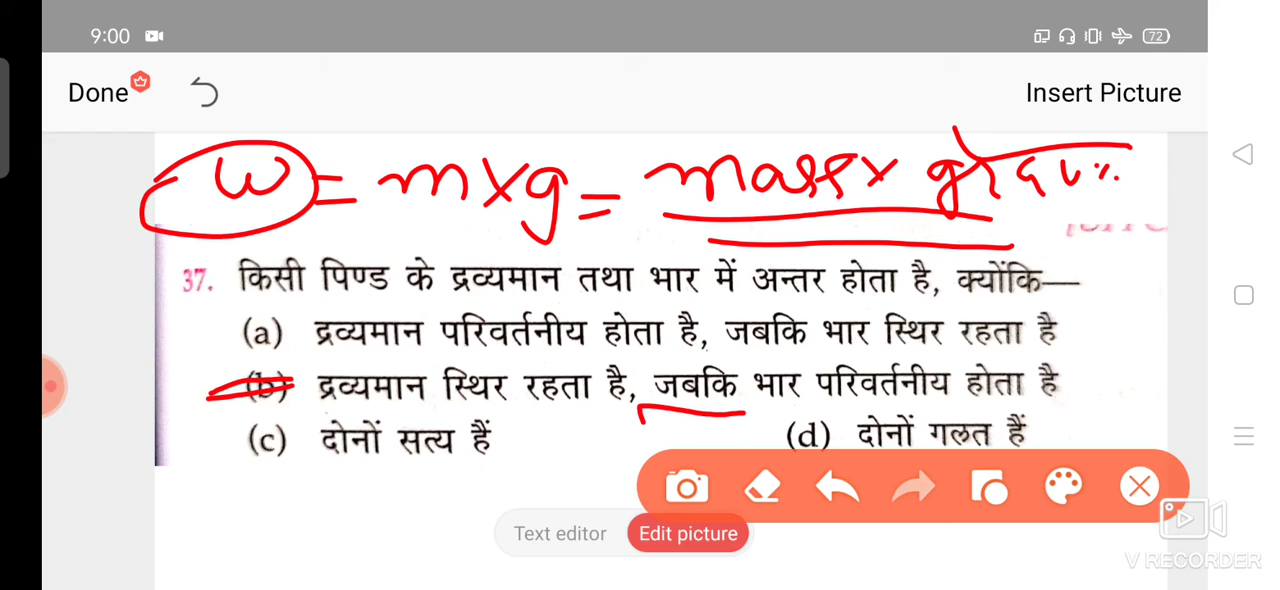 9:00 72
Done Insert Picture
w = m x g = mass x
37. किसी पिण्ड के द्रव्यमान तथा भार में अन्तर होता है, क्योंकि—
(a) द्रव्यमान परिवर्तनीय होता है, जबकि भार स्थिर रहता है
(b) द्रव्यमान स्थिर रहता है, जबकि भार परिवर्तनीय होता है
(c) दोनों सत्य हैं (d) दोनों गलत हैं
Text editor Edit picture
V RECORDER